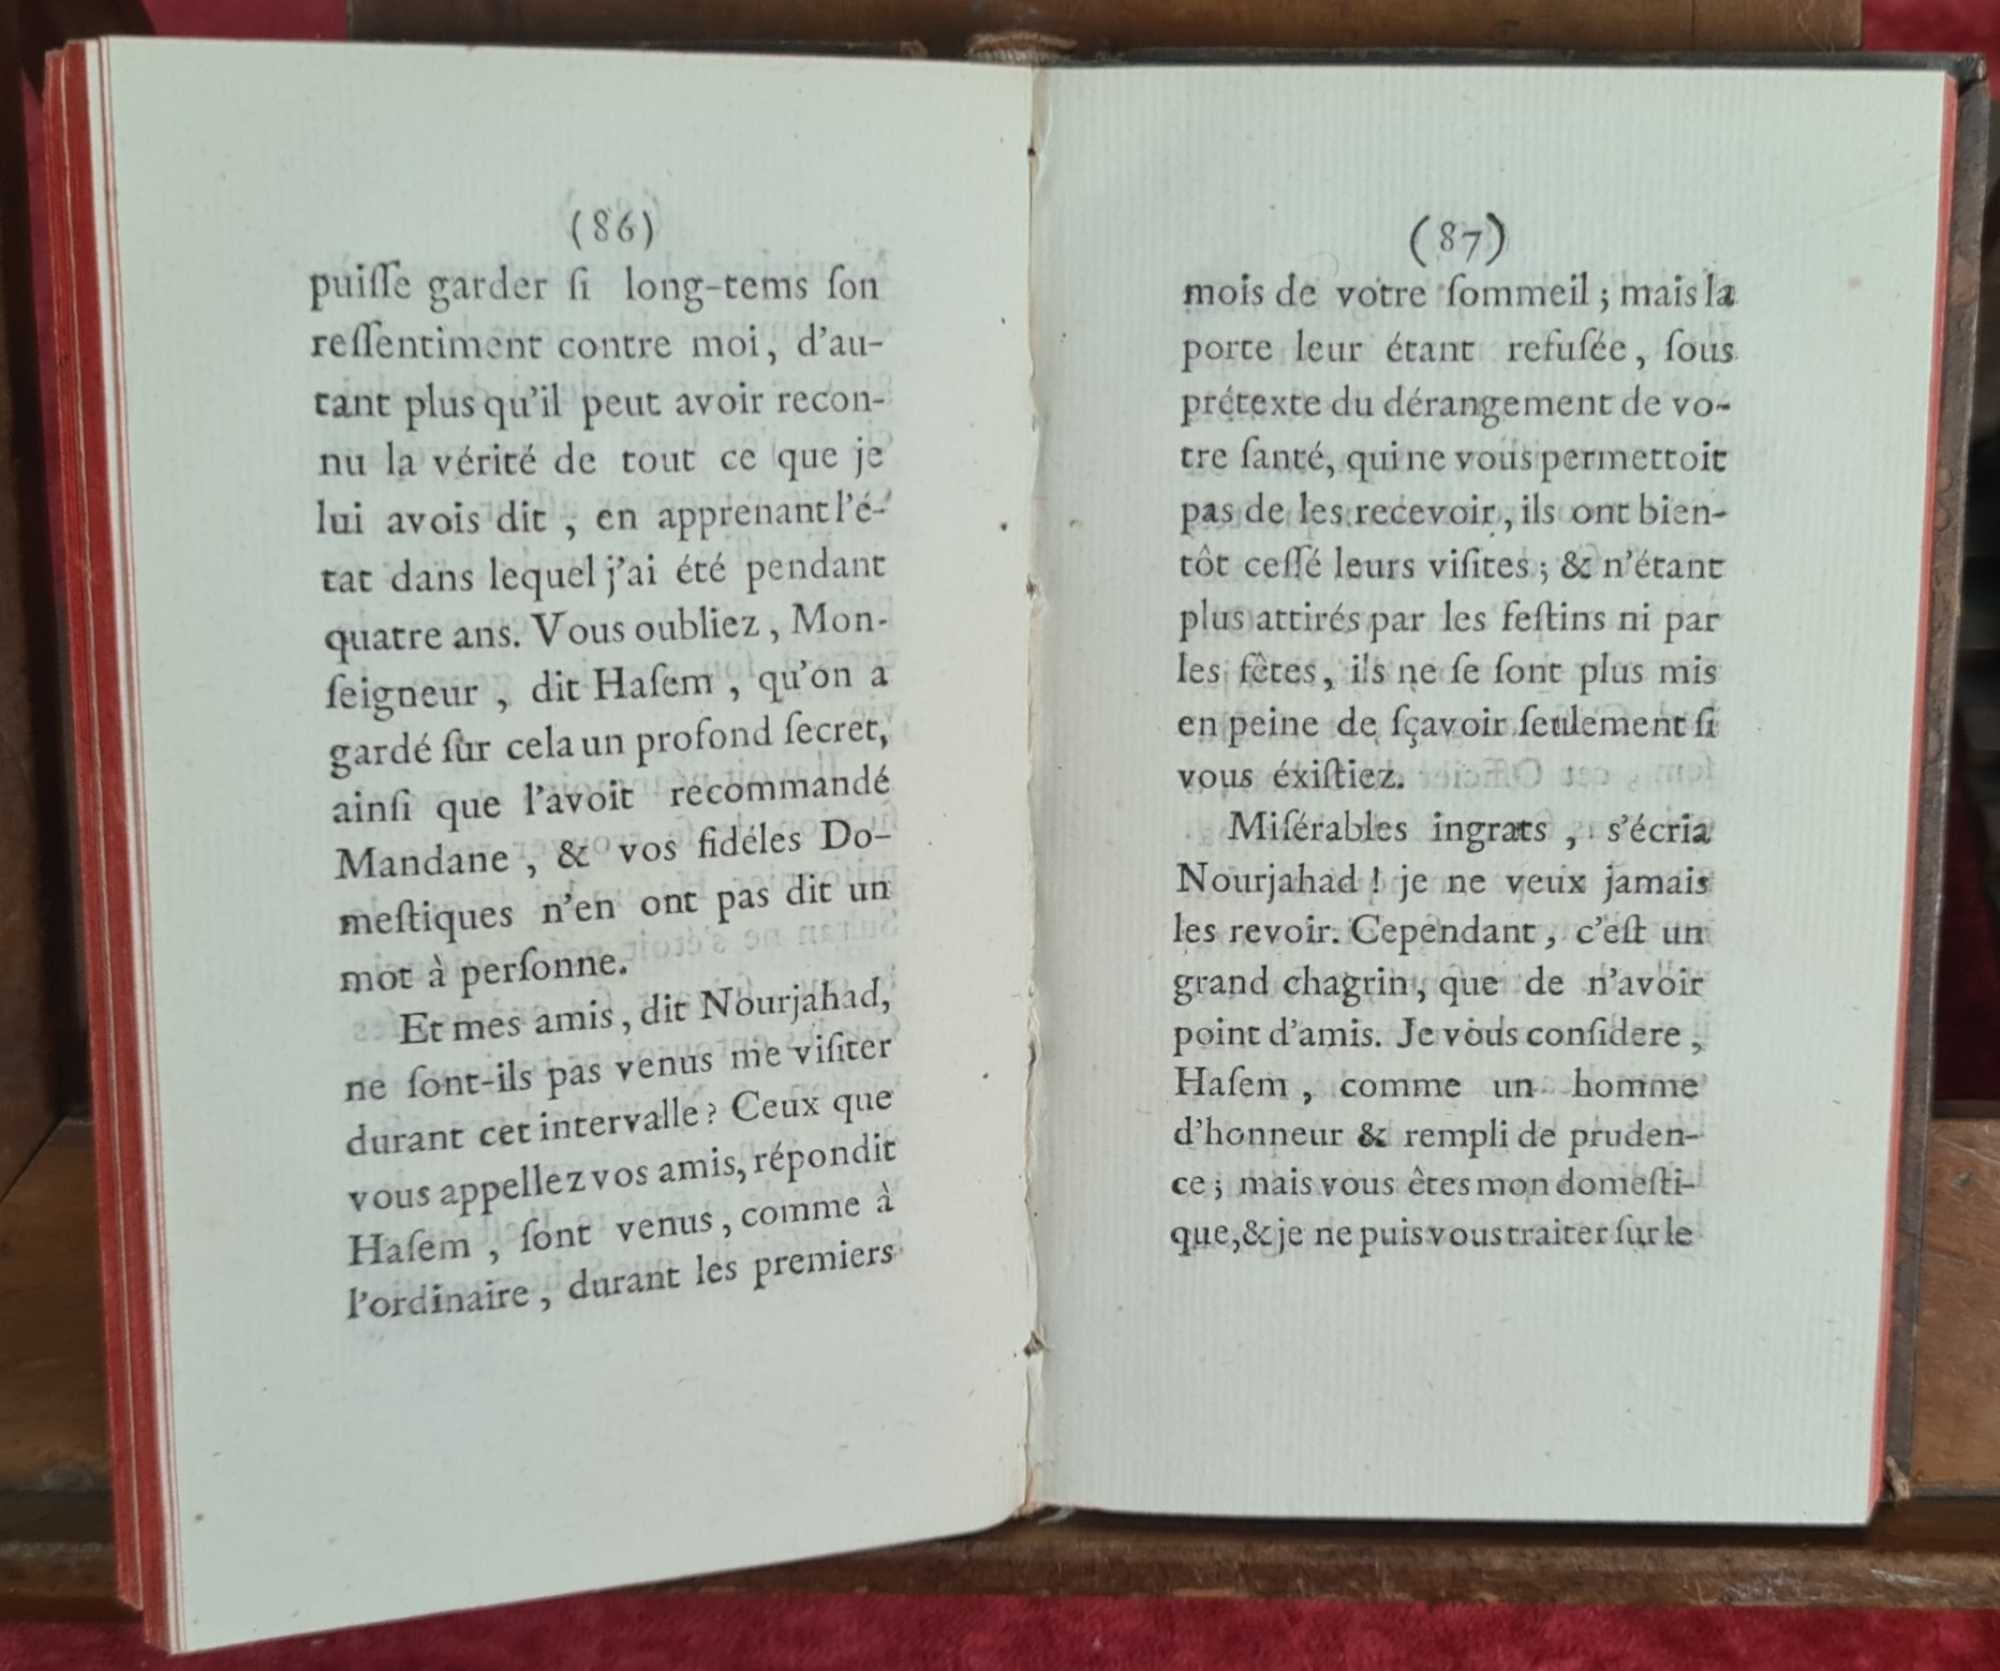 (86)
puiſſe garder ſi long-tems ſon
reſſentiment contre moi, d'au-
tant plus qu'il peut avoir recon-
nu la vérité de tout ce que je
lui avois dit, en apprenant l'é-
tat dans lequel j'ai été pendant
quatre ans. Vous oubliez, Mon-
ſeigneur, dit Haſem, qu'on a
gardé ſur cela un profond ſecret,
ainſi que l'avoit recommandé
Mandane, & vos fidéles Do-
meſtiques n'en ont pas dit un
mot à perſonne.
Et mes amis, dit Nourjahad,
ne ſont-ils pas venus me viſiter
durant cet intervalle? Ceux que
vous appellez vos amis, répondit
Haſem, ſont venus, comme à
l'ordinaire, durant les premiers
(87)
mois de votre ſommeil; mais la
porte leur étant refuſée, ſous
prétexte du dérangement de vo-
tre ſanté, qui ne vous permettoit
pas de les recevoir, ils ont bien-
tôt ceſſé leurs viſites; & n'étant
plus attirés par les feſtins ni par
les fêtes, ils ne ſe ſont plus mis
en peine de ſçavoir ſeulement ſi
vous éxiſtiez.
Miſérables ingrats, s'écria
Nourjahad! je ne veux jamais
les revoir. Cependant, c'eſt un
grand chagrin, que de n'avoir
point d'amis. Je vous conſidere,
Haſem, comme un homme
d'honneur & rempli de pruden-
ce; mais vous êtes mon domeſti-
que, & je ne puis vous traiter ſur le